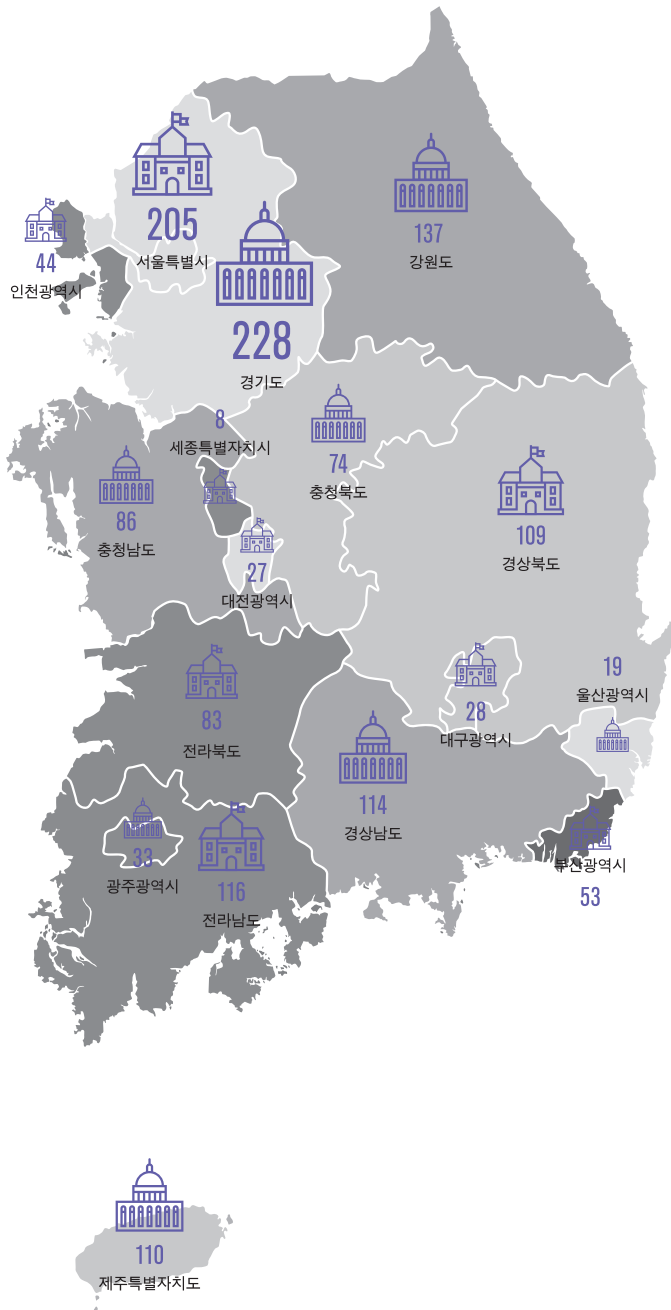 205
서울특별시
137
강원도
44
인천광역시
228
경기도
8
세종특별자치시
74
충청북도
86
충청남도
109
경상북도
27
대전광역시
19
울산광역시
83
전라북도
28
대구광역시
114
경상남도
33
광주광역시
116
전라남도
부산광역시
53
110
제주특별자치도